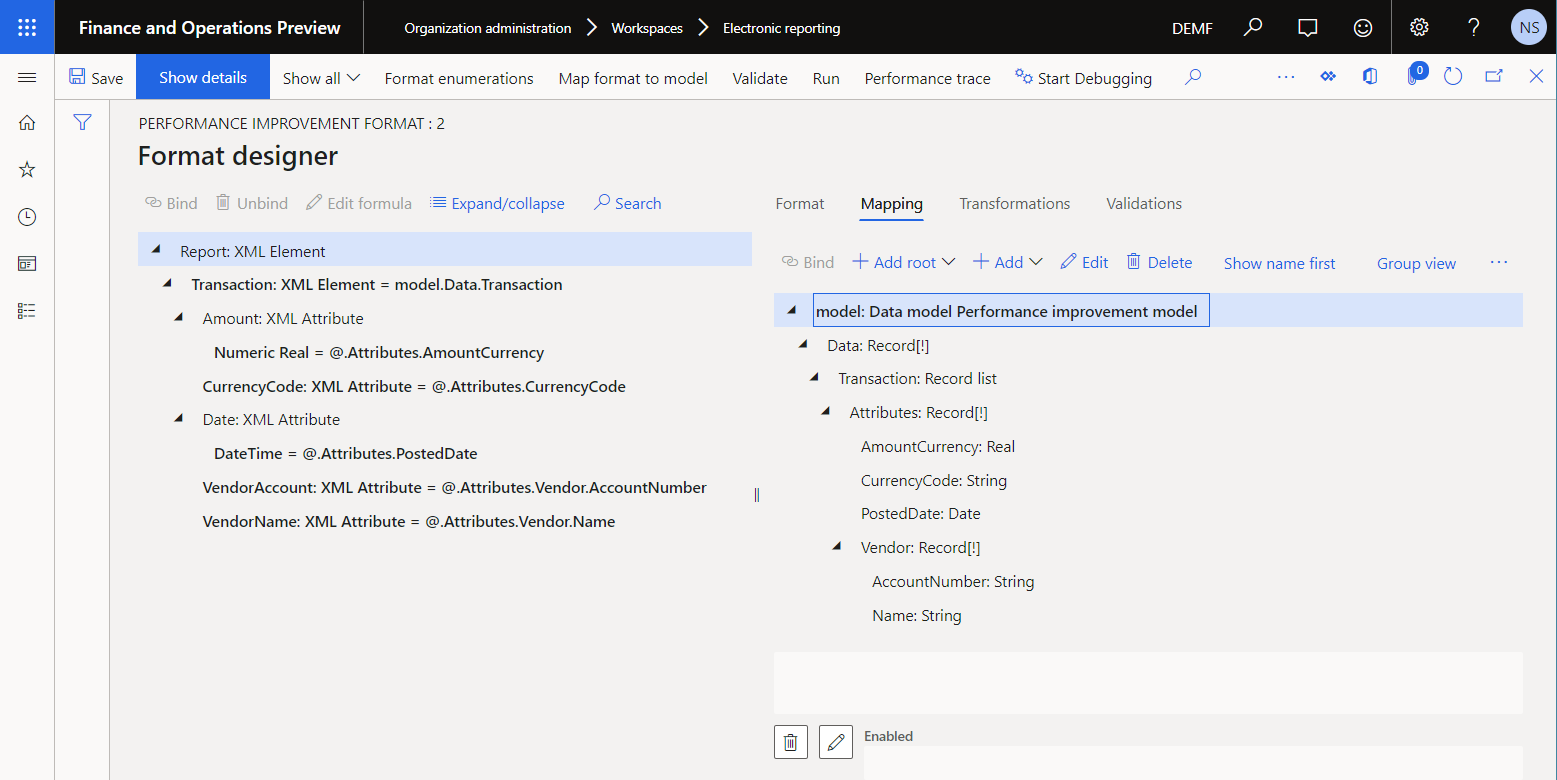 Finance and Operations Preview
Organization administration
Workspaces
Electronic reporting
DEMF
?
NS
Save
Show details
Show all
Format enumerations
Map format to model
Validate
Run
Performance trace
Start Debugging
···
0
PERFORMANCE IMPROVEMENT FORMAT : 2
Format designer
Bind
Unbind
Edit formula
Expand/collapse
Search
Report: XML Element
Transaction: XML Element = model.Data.Transaction
Amount: XML Attribute
Numeric Real = @.Attributes.AmountCurrency
CurrencyCode: XML Attribute = @.Attributes.CurrencyCode
Date: XML Attribute
DateTime = @.Attributes.PostedDate
VendorAccount: XML Attribute = @.Attributes.Vendor.AccountNumber
VendorName: XML Attribute = @.Attributes.Vendor.Name
Format
Mapping
Transformations
Validations
Bind
Add root
Add
Edit
Delete
Show name first
Group view
···
model: Data model Performance improvement model
Data: Record[!]
Transaction: Record list
Attributes: Record[!]
AmountCurrency: Real
CurrencyCode: String
PostedDate: Date
Vendor: Record[!]
AccountNumber: String
Name: String
Enabled